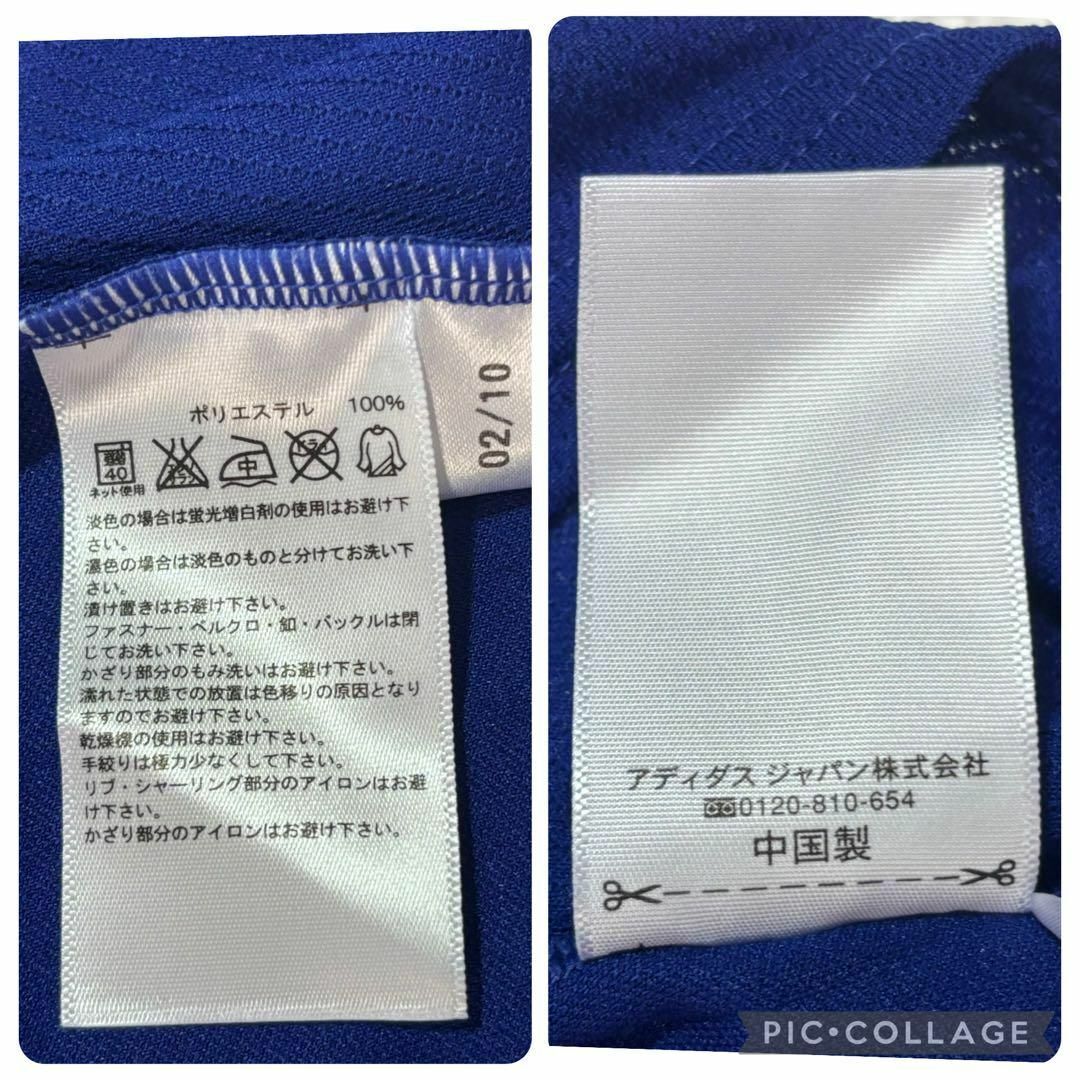 ポリエステル 100%
40
ネット使用
中
ドライ
淡色の場合は蛍光増白剤の使用はお避け下
さい。
濃色の場合は淡色のものと分けてお洗い下
さい。
漬け置きはお避け下さい。
ファスナー・ベルクロ・釦・バックルは閉
じてお洗い下さい。
かざり部分のもみ洗いはお避け下さい。
濡れた状態での放置は色移りの原因となり
ますのでお避け下さい。
乾燥機の使用はお避け下さい。
手絞りは極力少なくして下さい。
リブ・シャーリング部分のアイロンはお避
け下さい。
かざり部分のアイロンはお避け下さい。
02/10
アディダス ジャパン株式会社
0120-810-654
中国製
PIC•COLLAGE